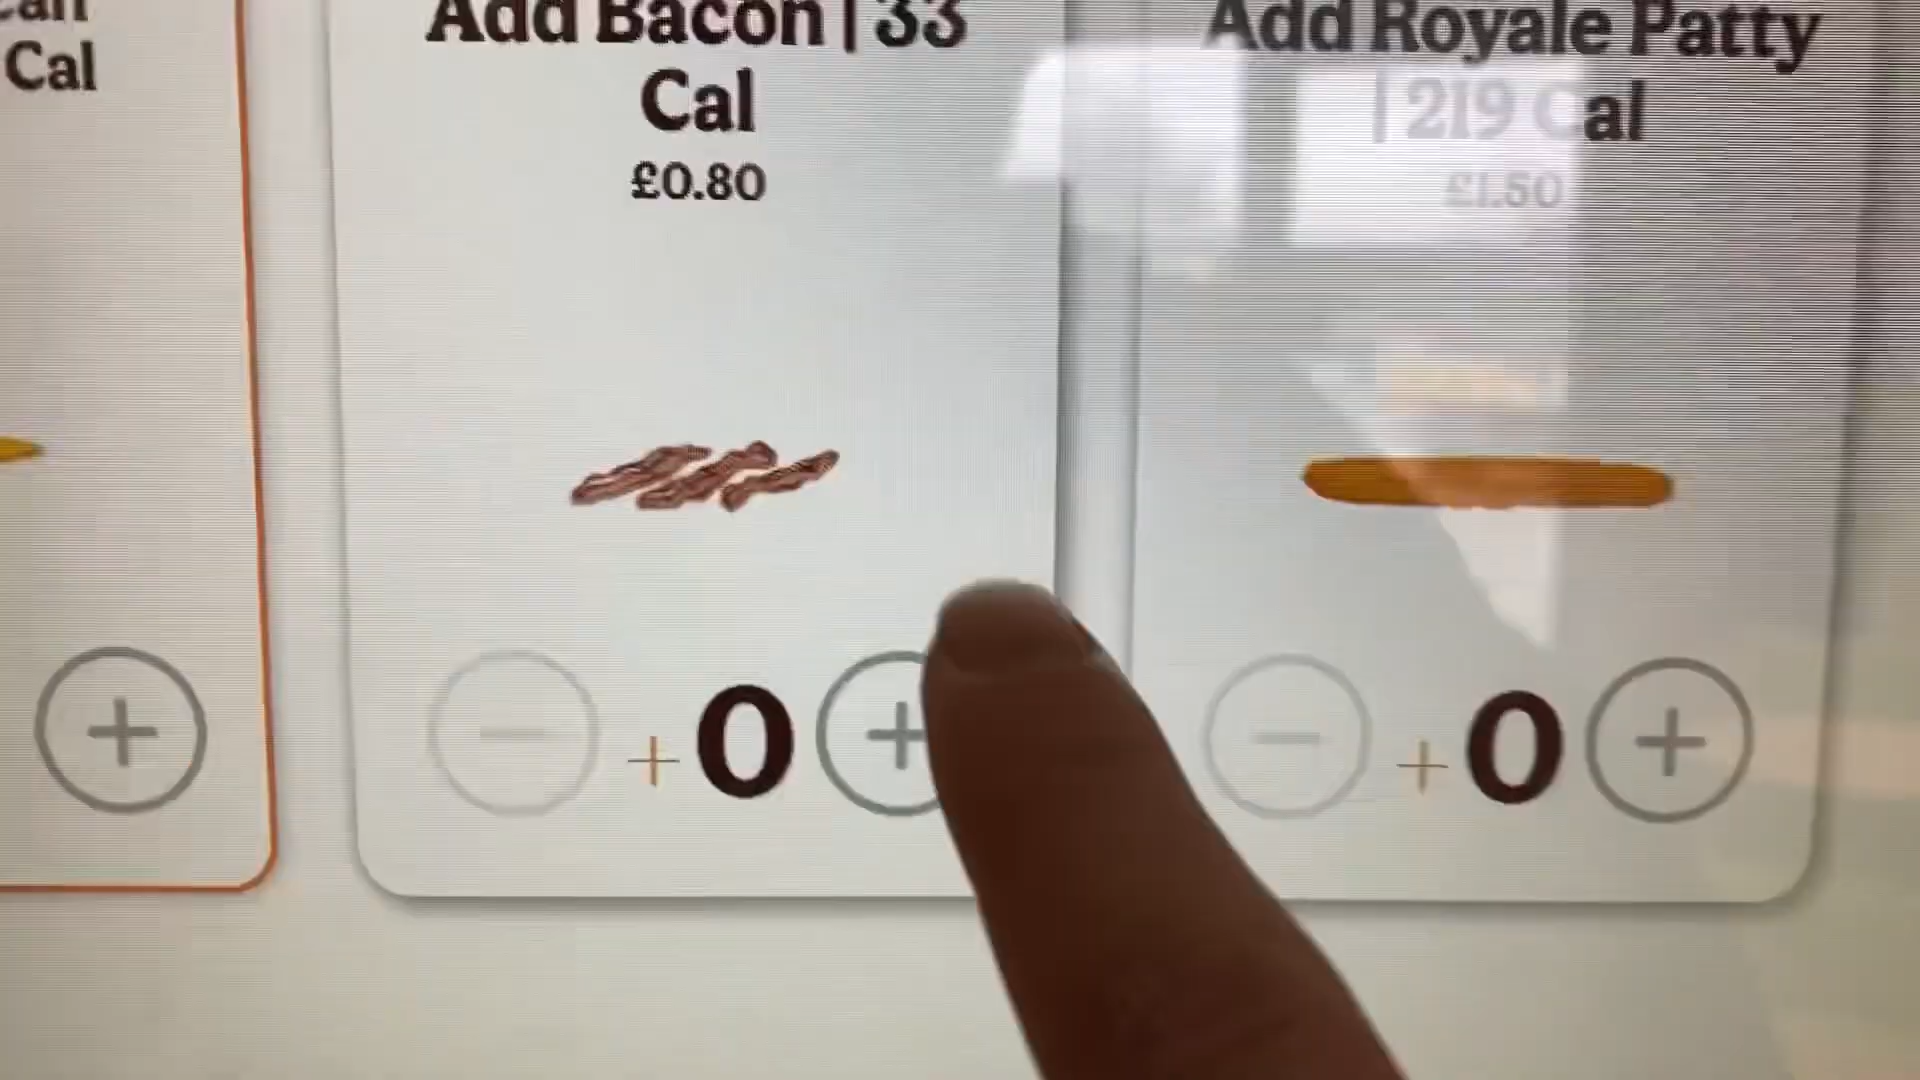 Cal
Add Bacon | 33
Cal
£0.80
+ 0
Add Royale Patty
| 219 Cal
£1.50
+ 0